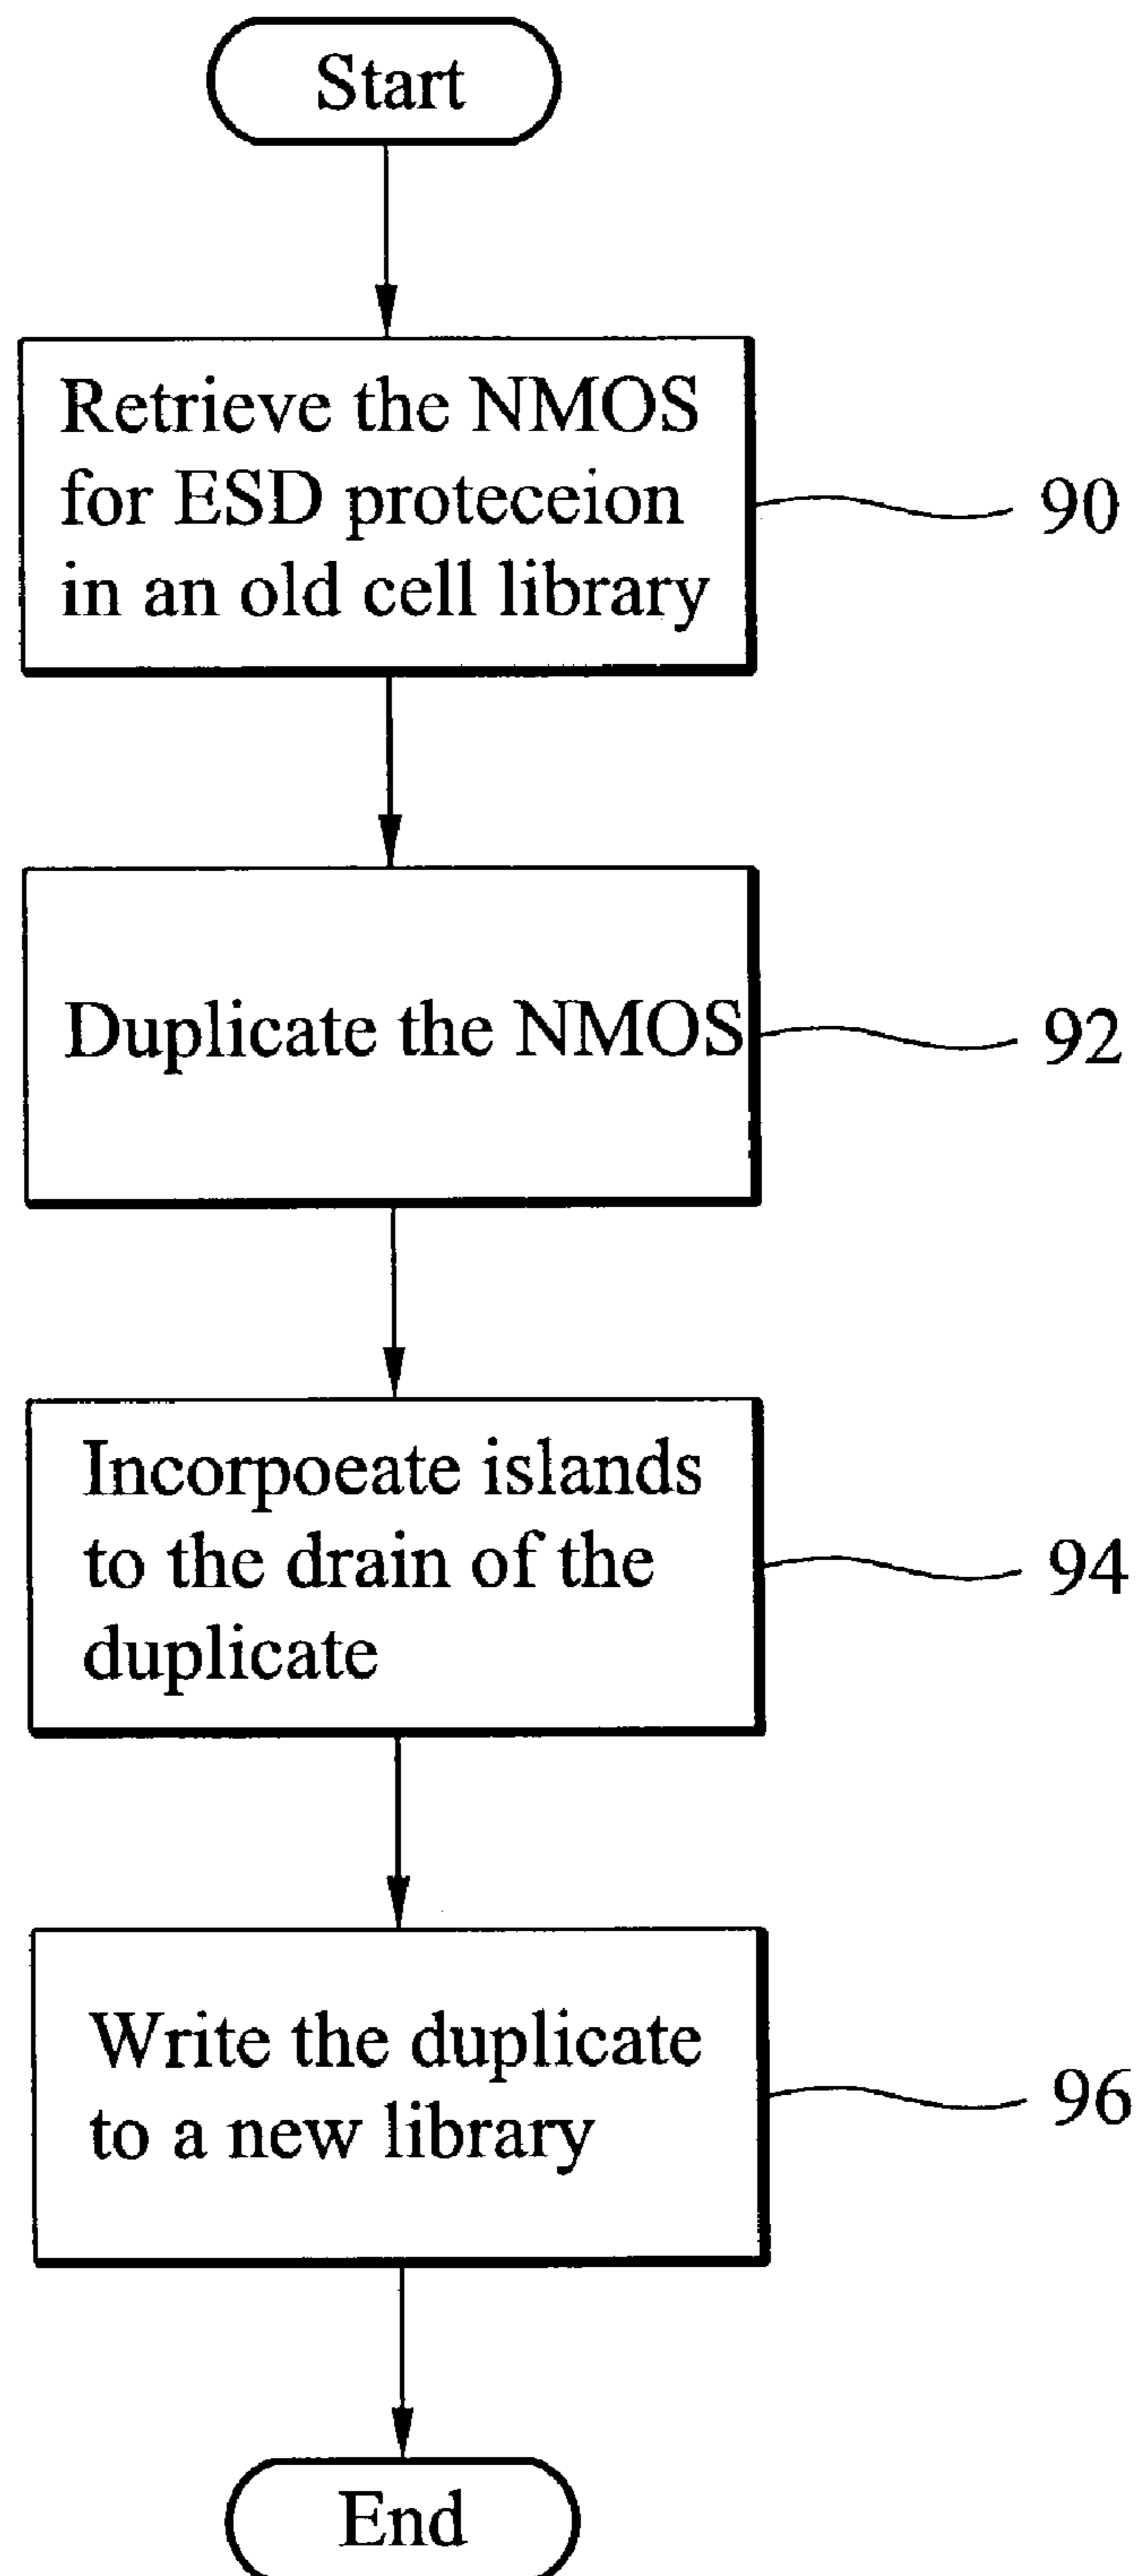 Start
Retrieve the NMOS
for ESD proteceion
in an old cell library
90
Duplicate the NMOS
92
Incorpoeate islands
to the drain of the
duplicate
94
Write the duplicate
to a new library
96
End